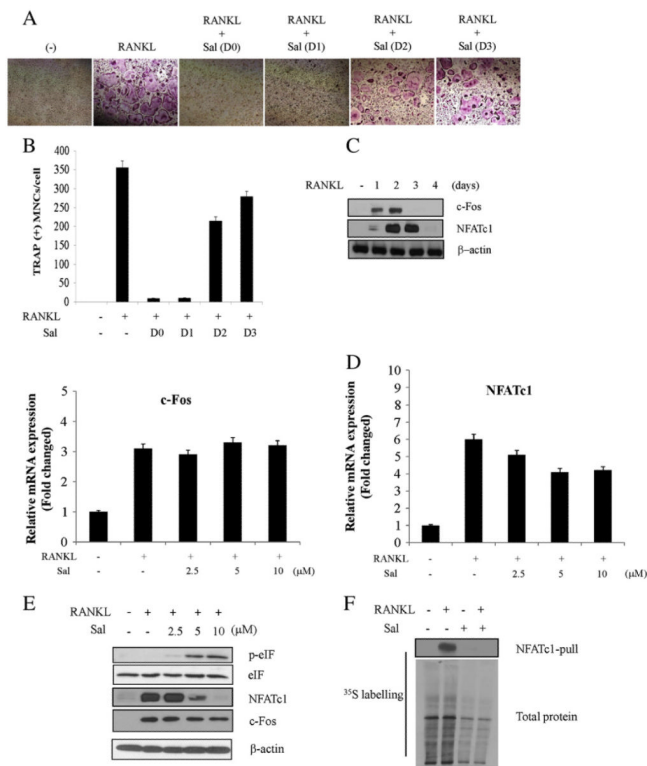 A
(-)
RANKL
RANKL
+
Sal (D0)
RANKL
+
Sal (D1)
RANKL
+
Sal (D2)
RANKL
+
Sal (D3)
B
TRAP (+) MNCs/cell
400
350
300
250
200
150
100
50
0
RANKL - + + + + +
Sal - - D0 D1 D2 D3
C
RANKL - 1 2 3 4 (days)
c-Fos
NFATc1
β-actin
c-Fos
Relative mRNA expression
(Fold changed)
5
4
3
2
1
0
RANKL - + + + +
Sal - - 2.5 5 10 (μM)
D
NFATc1
Relative mRNA expression
(Fold changed)
10
9
8
7
6
5
4
3
2
1
0
RANKL - + + + +
Sal - - 2.5 5 10 (μM)
E
RANKL - + + + +
Sal - - 2.5 5 10 (μM)
p-eIF
eIF
NFATc1
c-Fos
β-actin
F
RANKL - + - +
Sal - - + +
NFATc1-pull
35S labelling
Total protein